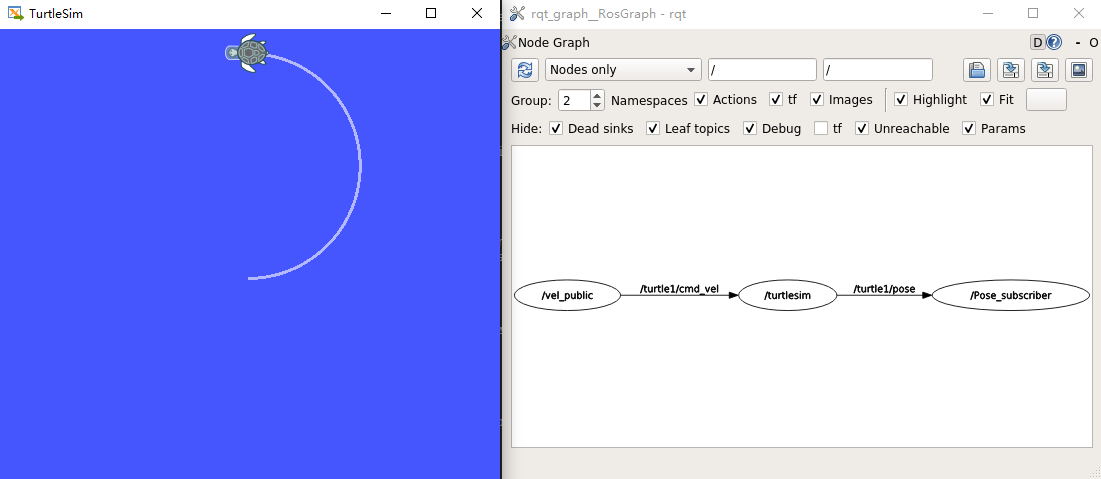 TurtleSim
rqt_graph__RosGraph - rqt
Node Graph
D
?
-
O
Nodes only
/
/
Group:
2
Namespaces
Actions
tf
Images
Highlight
Fit
Hide:
Dead sinks
Leaf topics
Debug
tf
Unreachable
Params
/vel_public
/turtle1/cmd_vel
/turtlesim
/turtle1/pose
/Pose_subscriber